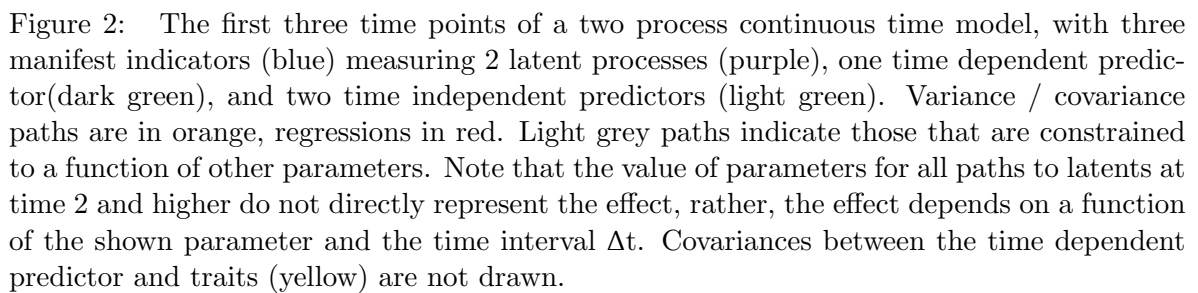 Figure 2: The first three time points of a two process continuous time model, with three
manifest indicators (blue) measuring 2 latent processes (purple), one time dependent predic-
tor(dark green), and two time independent predictors (light green). Variance / covariance
paths are in orange, regressions in red. Light grey paths indicate those that are constrained
to a function of other parameters. Note that the value of parameters for all paths to latents at
time 2 and higher do not directly represent the effect, rather, the effect depends on a function
of the shown parameter and the time interval Δt. Covariances between the time dependent
predictor and traits (yellow) are not drawn.